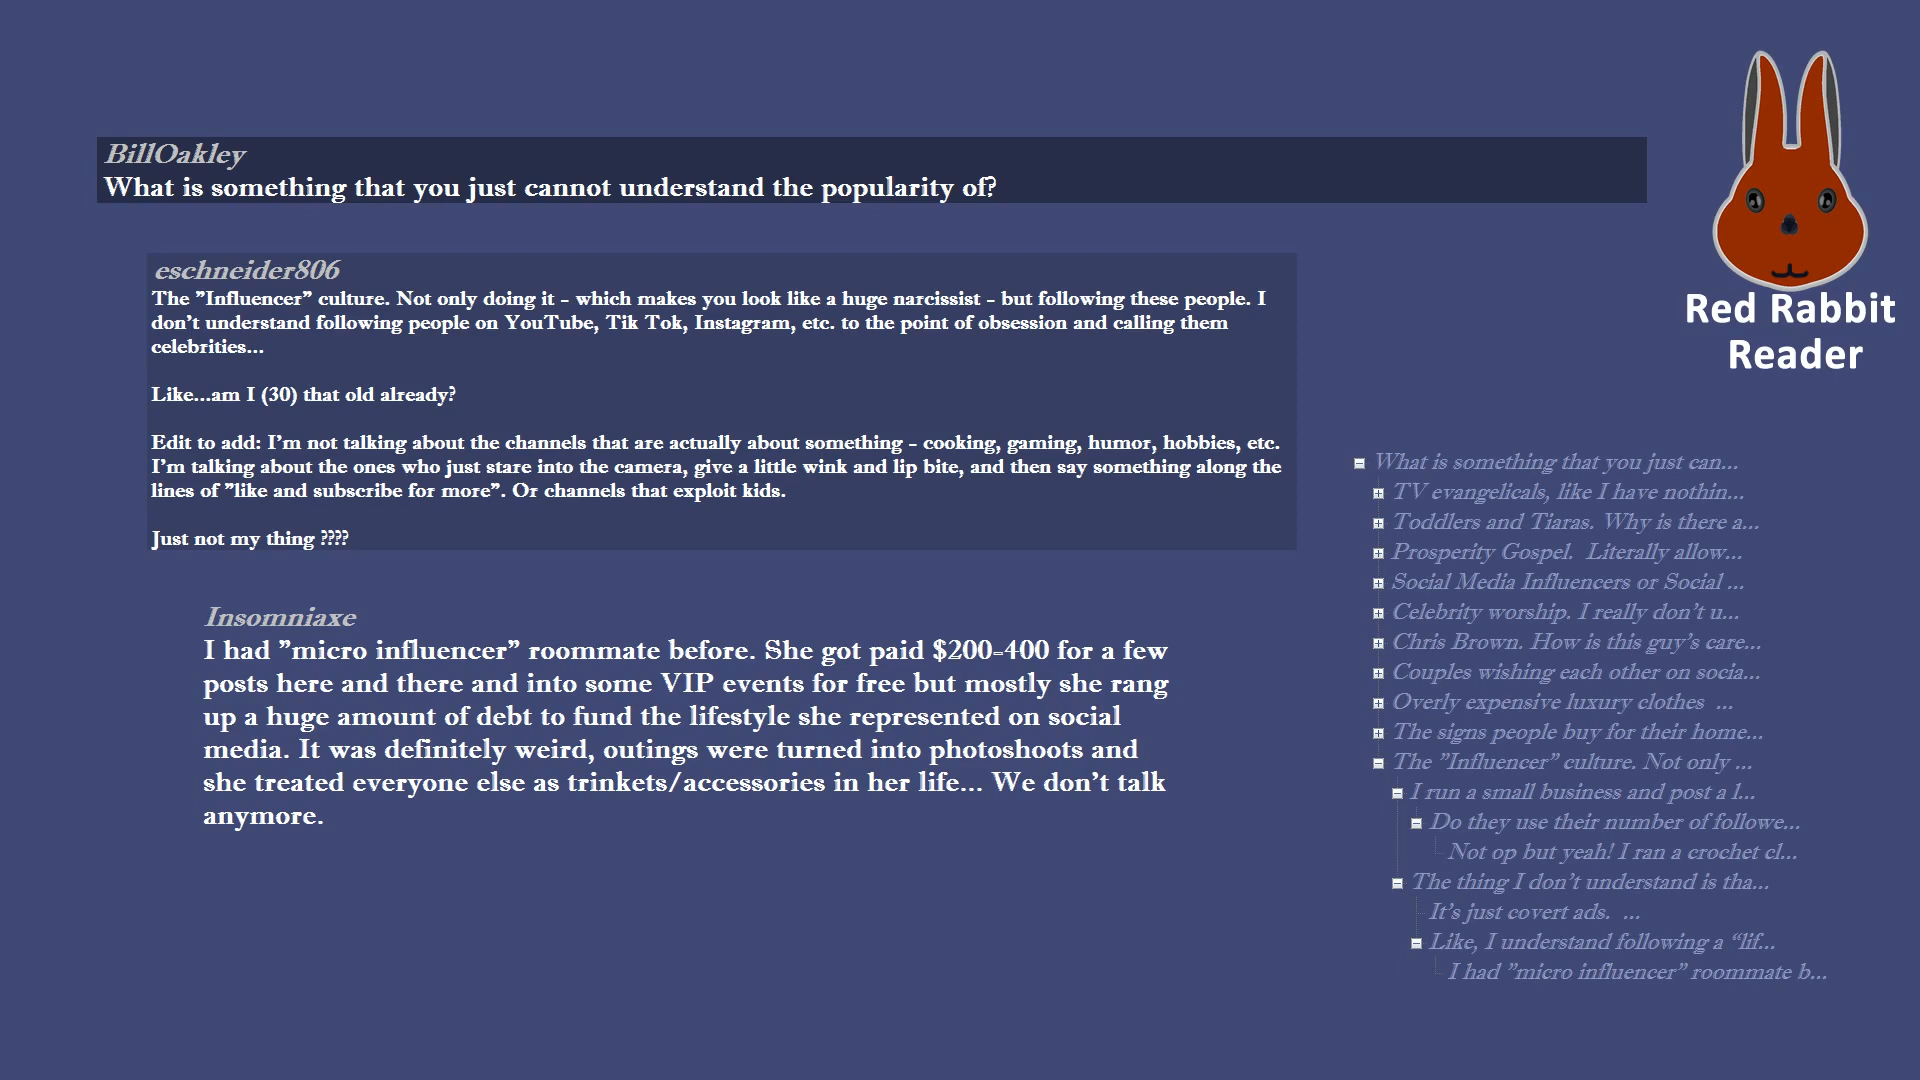 BillOakley
What is something that you just cannot understand the popularity of?
eschneider806
The "Influencer" culture. Not only doing it - which makes you look like a huge narcissist - but following these people. I
don't understand following people on YouTube, Tik Tok, Instagram, etc. to the point of obsession and calling them
celebrities...
Like...am I (30) that old already?
Edit to add: I'm not talking about the channels that are actually about something - cooking, gaming, humor, hobbies, etc.
I'm talking about the ones who just stare into the camera, give a little wink and lip bite, and then say something along the
lines of "like and subscribe for more". Or channels that exploit kids.
Just not my thing ????
Insomniaxe
I had "micro influencer" roommate before. She got paid $200-400 for a few
posts here and there and into some VIP events for free but mostly she rang
up a huge amount of debt to fund the lifestyle she represented on social
media. It was definitely weird, outings were turned into photoshoots and
she treated everyone else as trinkets/accessories in her life... We don't talk
anymore.
Red Rabbit
Reader
What is something that you just can...
TV evangelicals, like I have nothin...
Toddlers and Tiaras. Why is there a...
Prosperity Gospel.  Literally allow...
Social Media Influencers or Social ...
Celebrity worship. I really don't u...
Chris Brown. How is this guy's care...
Couples wishing each other on socia...
Overly expensive luxury clothes  ...
The signs people buy for their home...
The "Influencer" culture. Not only ...
I run a small business and post a l...
Do they use their number of followe...
Not op but yeah! I ran a crochet cl...
The thing I don't understand is tha...
It's just covert ads.  ...
Like, I understand following a “lif...
I had "micro influencer" roommate b...